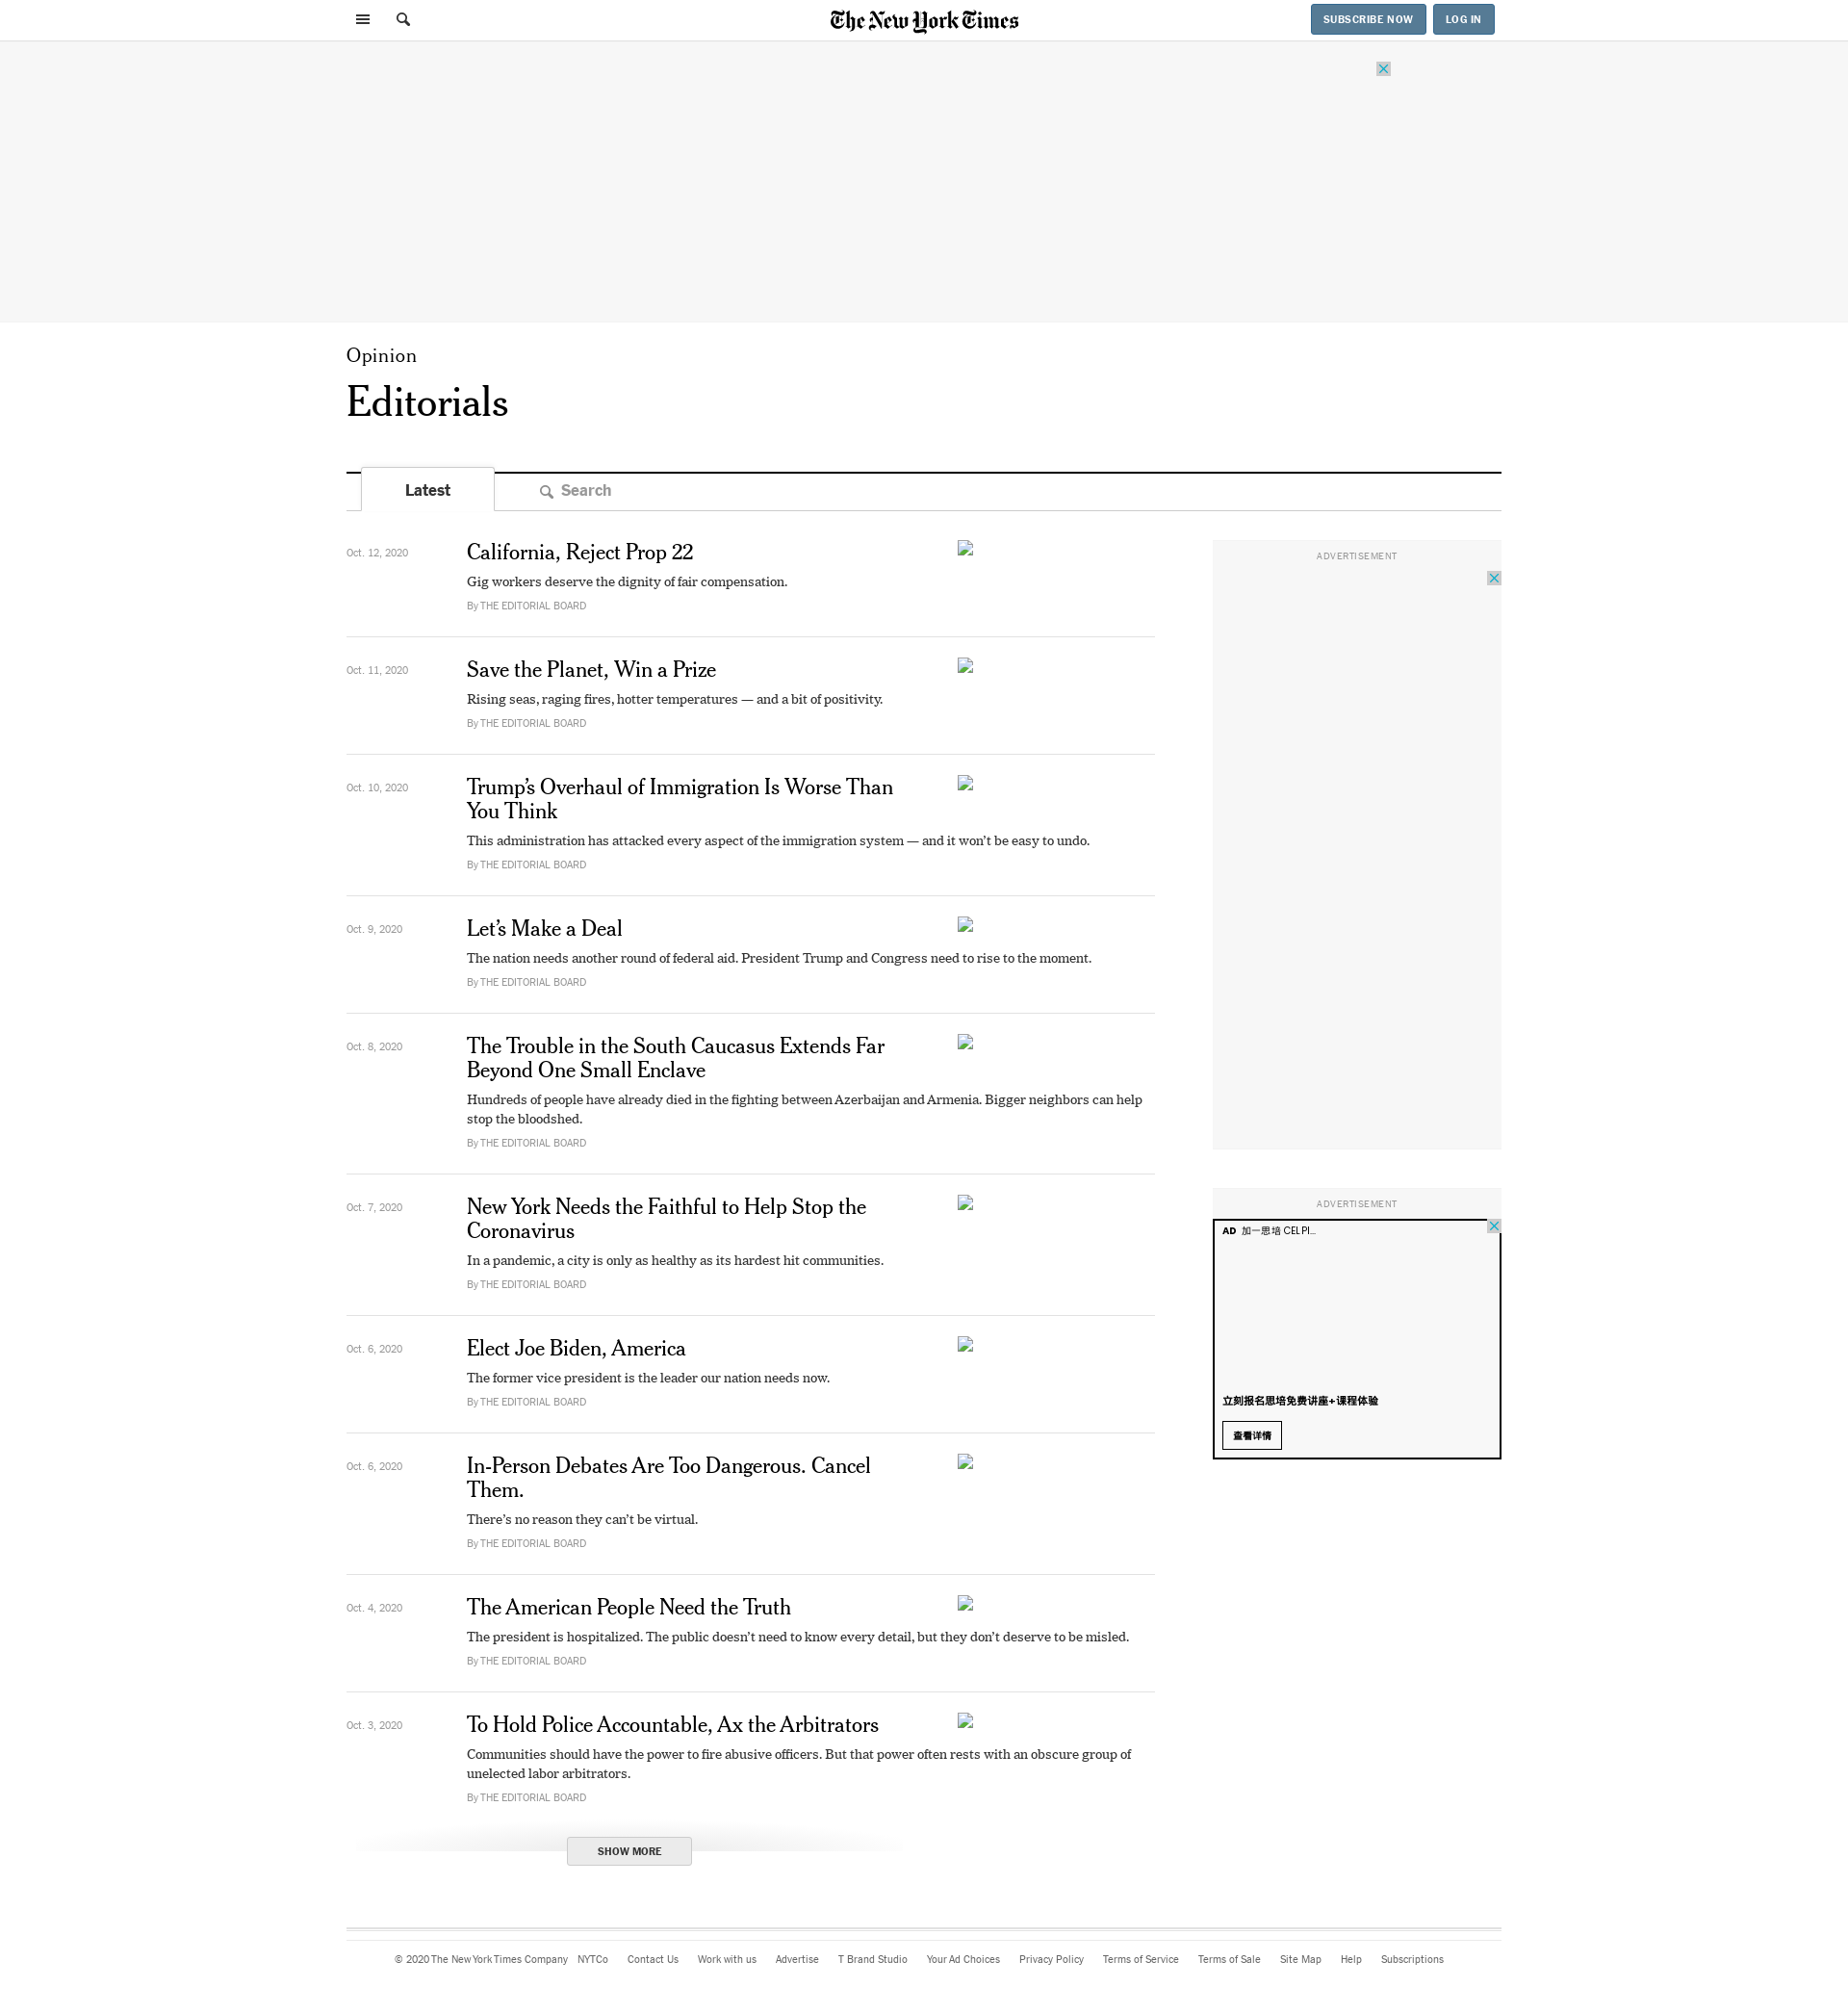 The New York Times
SUBSCRIBE NOW
LOG IN
Opinion
Editorials
Latest
Search
Oct. 12, 2020
California, Reject Prop 22
Gig workers deserve the dignity of fair compensation.
By THE EDITORIAL BOARD
Oct. 11, 2020
Save the Planet, Win a Prize
Rising seas, raging fires, hotter temperatures — and a bit of positivity.
By THE EDITORIAL BOARD
Oct. 10, 2020
Trump’s Overhaul of Immigration Is Worse Than
You Think
This administration has attacked every aspect of the immigration system — and it won’t be easy to undo.
By THE EDITORIAL BOARD
Oct. 9, 2020
Let’s Make a Deal
The nation needs another round of federal aid. President Trump and Congress need to rise to the moment.
By THE EDITORIAL BOARD
Oct. 8, 2020
The Trouble in the South Caucasus Extends Far
Beyond One Small Enclave
Hundreds of people have already died in the fighting between Azerbaijan and Armenia. Bigger neighbors can help
stop the bloodshed.
By THE EDITORIAL BOARD
Oct. 7, 2020
New York Needs the Faithful to Help Stop the
Coronavirus
In a pandemic, a city is only as healthy as its hardest hit communities.
By THE EDITORIAL BOARD
Oct. 6, 2020
Elect Joe Biden, America
The former vice president is the leader our nation needs now.
By THE EDITORIAL BOARD
Oct. 6, 2020
In-Person Debates Are Too Dangerous. Cancel
Them.
There’s no reason they can’t be virtual.
By THE EDITORIAL BOARD
Oct. 4, 2020
The American People Need the Truth
The president is hospitalized. The public doesn’t need to know every detail, but they don’t deserve to be misled.
By THE EDITORIAL BOARD
Oct. 3, 2020
To Hold Police Accountable, Ax the Arbitrators
Communities should have the power to fire abusive officers. But that power often rests with an obscure group of
unelected labor arbitrators.
By THE EDITORIAL BOARD
SHOW MORE
ADVERTISEMENT
ADVERTISEMENT
AD 加一思培 CELPI...
立刻报名思培免费讲座+课程体验
查看详情
© 2020 The New York Times Company NYTCo Contact Us Work with us Advertise T Brand Studio Your Ad Choices Privacy Policy Terms of Service Terms of Sale Site Map Help Subscriptions